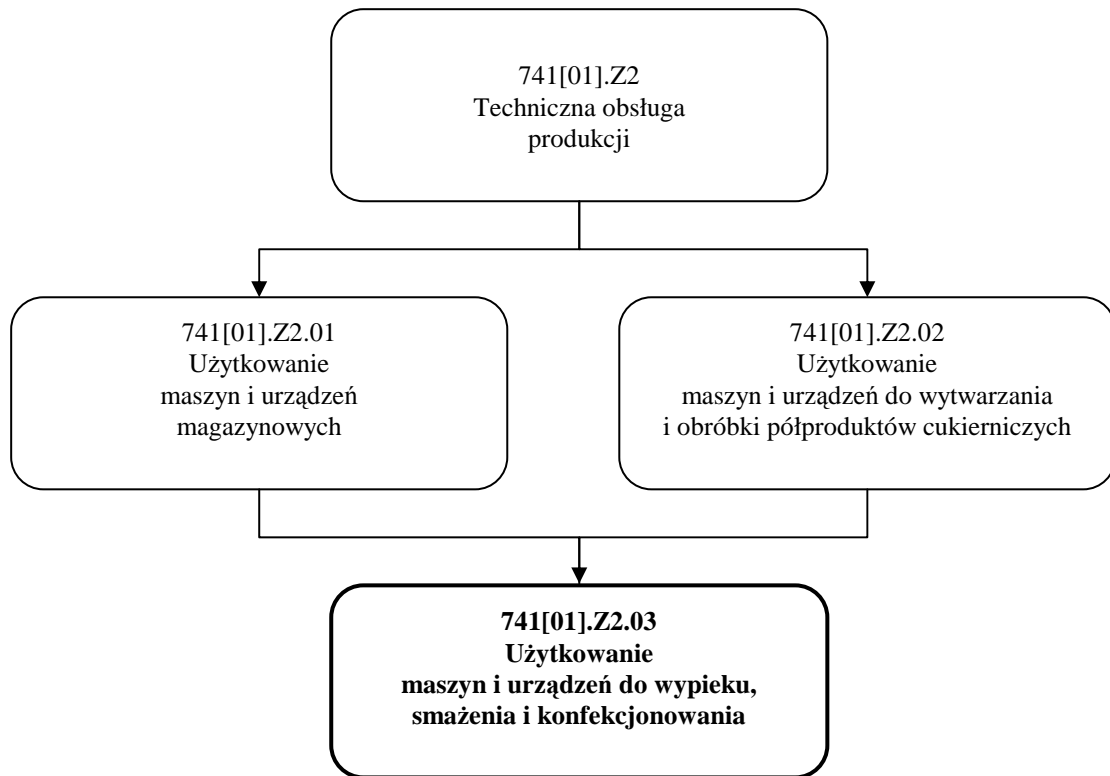 741[01].Z2
Techniczna obsługa
produkcji
741[01].Z2.01
Użytkowanie
maszyn i urządzeń
magazynowych
741[01].Z2.02
Użytkowanie
maszyn i urządzeń do wytwarzania
i obróbki półproduktów cukierniczych
741[01].Z2.03
Użytkowanie
maszyn i urządzeń do wypieku,
smażenia i konfekcjonowania